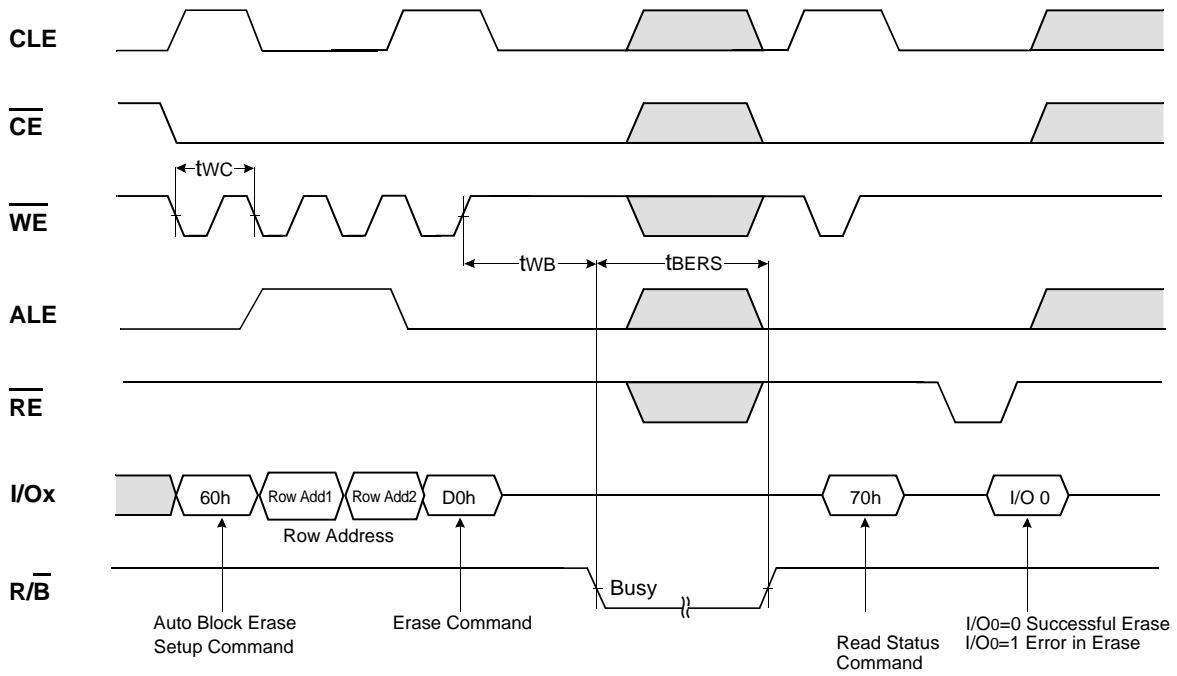 CLE
CE
tWC
WE
tWB
tBERS
ALE
RE
I/Ox
60h
Row Add1
Row Add2
D0h
70h
I/O 0
Row Address
R/B
Busy
Auto Block Erase
Setup Command
Erase Command
Read Status
Command
I/O0=0 Successful Erase
I/O0=1 Error in Erase